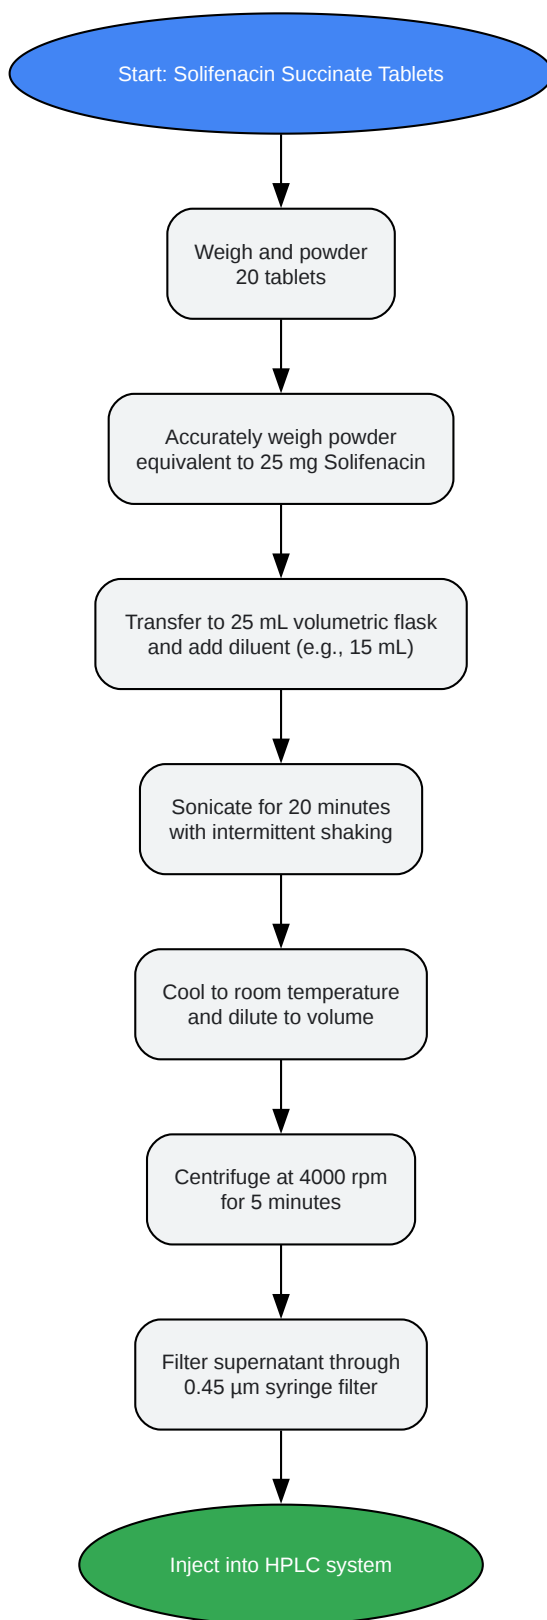 Start: Solifenacin Succinate Tablets
Weigh and powder
20 tablets
Accurately weigh powder
equivalent to 25 mg Solifenacin
Transfer to 25 mL volumetric flask
and add diluent (e.g., 15 mL)
Sonicate for 20 minutes
with intermittent shaking
Cool to room temperature
and dilute to volume
Centrifuge at 4000 rpm
for 5 minutes
Filter supernatant through
0.45 µm syringe filter
Inject into HPLC system